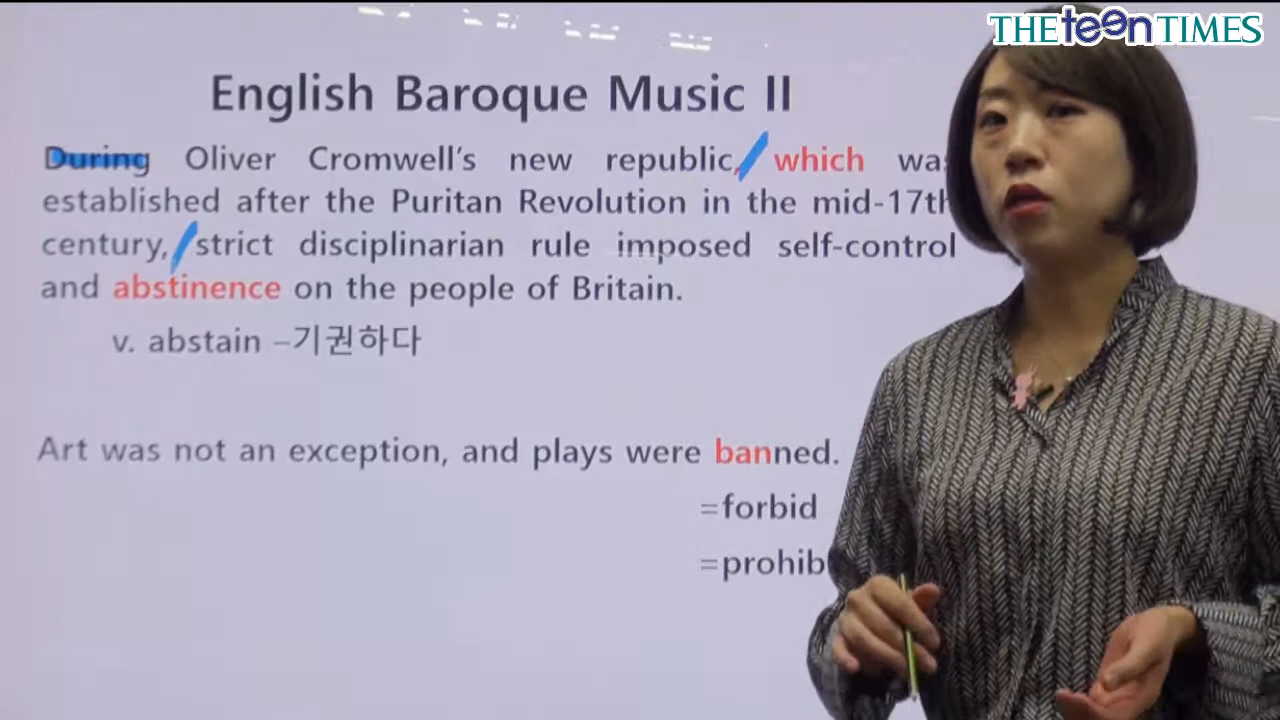 THE teen TIMES
English Baroque Music II
During Oliver Cromwell's new republic, which was
established after the Puritan Revolution in the mid-17th
century, strict disciplinarian rule imposed self-control
and abstinence on the people of Britain.
v. abstain –기권하다
Art was not an exception, and plays were banned.
=forbid
=prohib